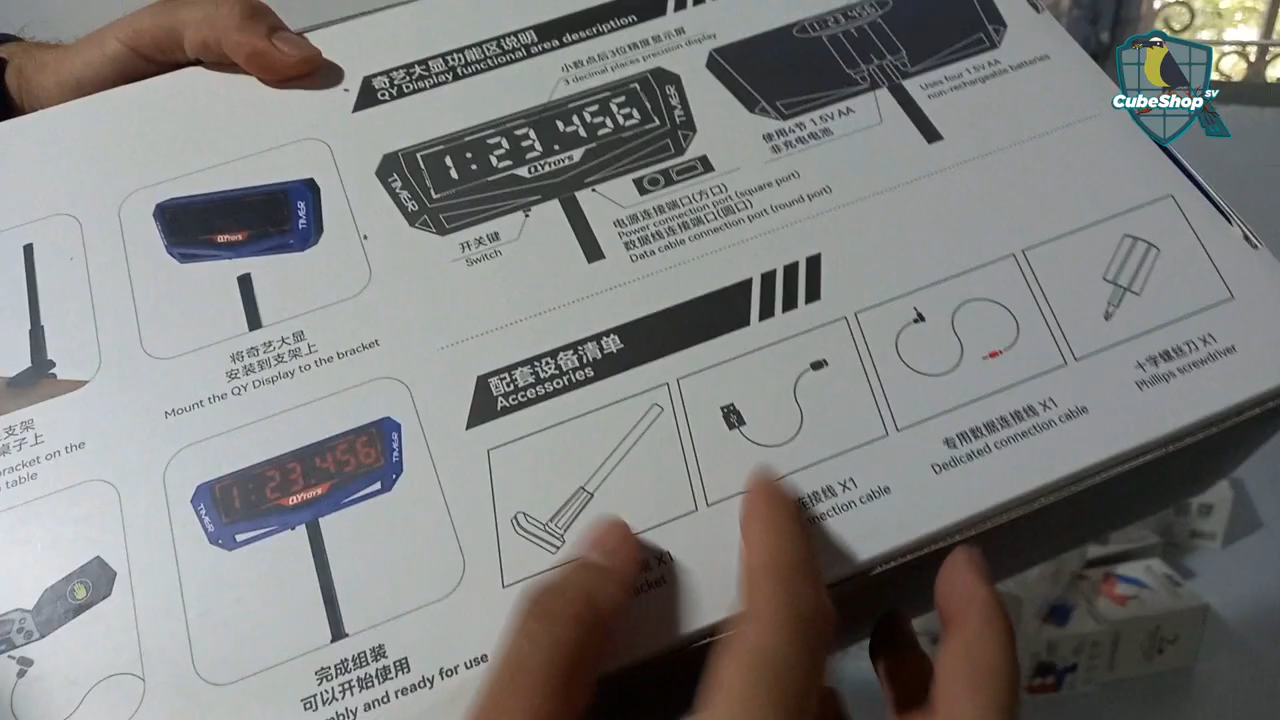 奇艺大显功能区说明
QY Display functional area description
小数点后3位精度显示屏
3 decimal places precision display
1:23.456
QYTOYS
TIMER
TIMER
1:23.456
Uses four 1.5V AA
non-rechargeable batteries
使用4节 1.5V AA
非充电电池
电源连接端口(方口)
Power connection port (square port)
数据线连接端口(圆口)
Data cable connection port (round port)
开关键
Switch
CubeShop SV
QYTOYS
TIMER
将奇艺大显
安装到支架上
Mount the QY Display to the bracket
支架
桌子上
bracket on the
table
配套设备清单
Accessories
X1
连接线 X1
connection cable
专用数据连接线 X1
Dedicated connection cable
十字螺丝刀 X1
Phillips screwdriver
1:23.456
QYTOYS
TIMER
TIMER
完成组装
可以开始使用
and ready for use